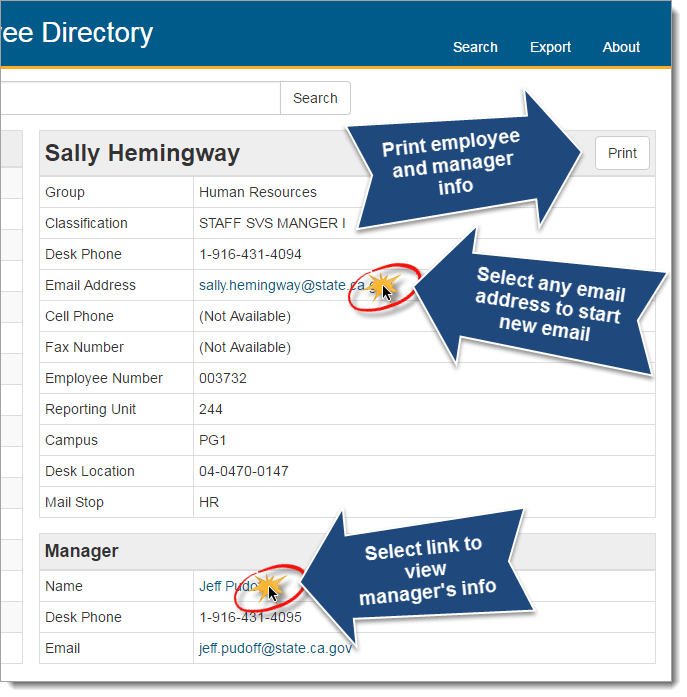 ee Directory
Search Export About
Search
Sally Hemingway
Print employee
and manager
info
Print
Group Human Resources
Classification STAFF SVS MANGER I
Desk Phone 1-916-431-4094
Email Address sally.hemingway@state.ca.g
Select any email
address to start
new email
Cell Phone (Not Available)
Fax Number (Not Available)
Employee Number 003732
Reporting Unit 244
Campus PG1
Desk Location 04-0470-0147
Mail Stop HR
Manager
Select link to
view
manager's info
Name Jeff Pudo
Desk Phone 1-916-431-4095
Email jeff.pudoff@state.ca.gov